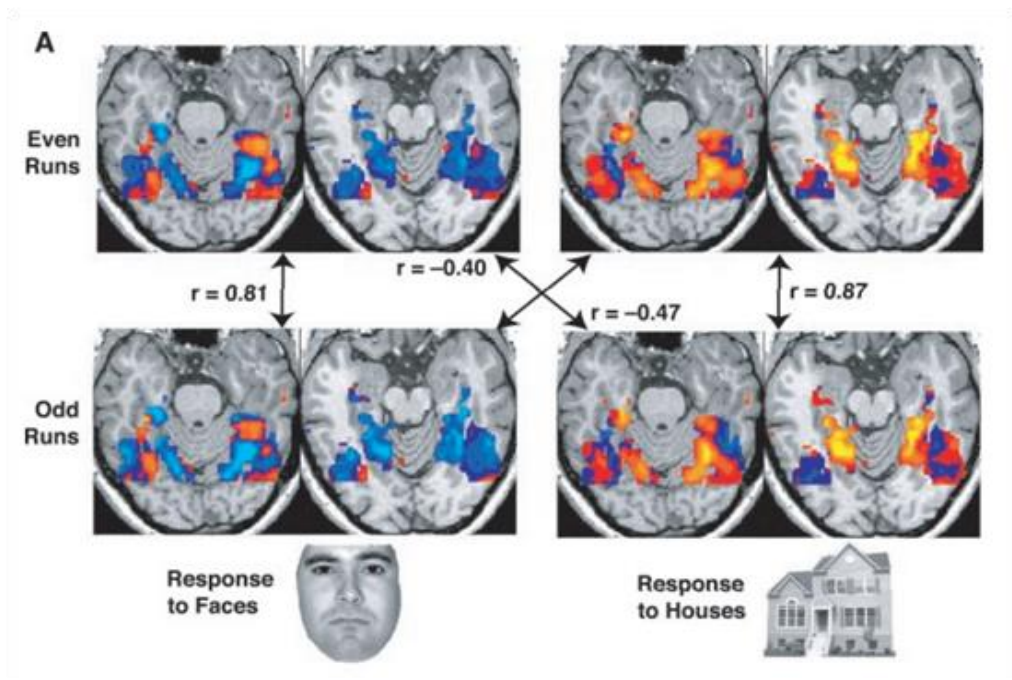 A
Even
Runs
r = –0.40
r = 0.81
r = 0.87
r = –0.47
Odd
Runs
Response
to Faces
Response
to Houses